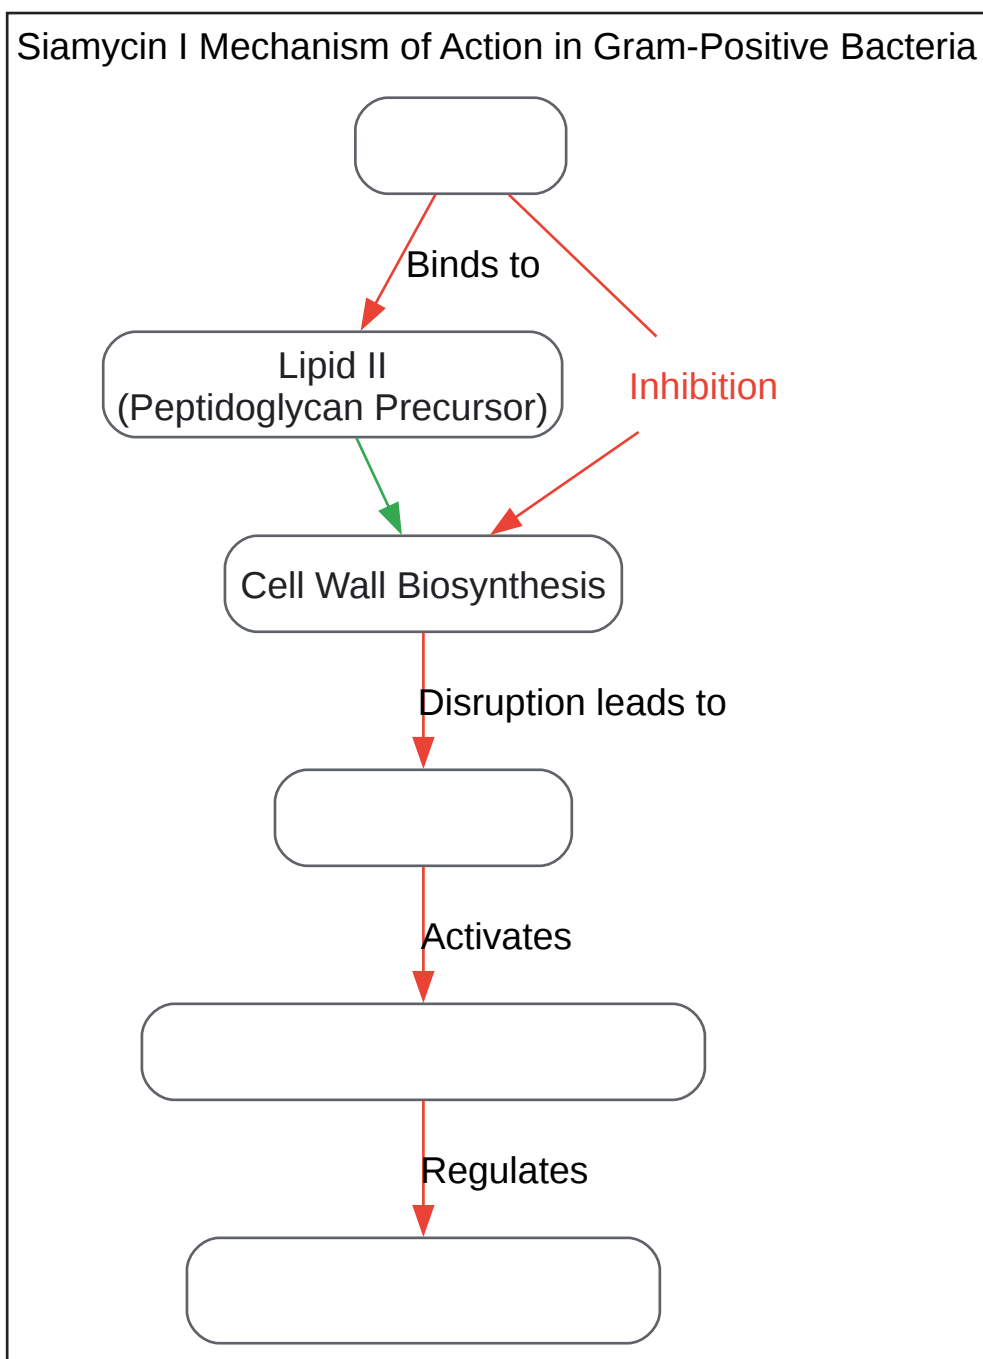 Siamycin I Mechanism of Action in Gram-Positive Bacteria
Binds to
Lipid II
(Peptidoglycan Precursor)
Inhibition
Cell Wall Biosynthesis
Disruption leads to
Activates
Regulates